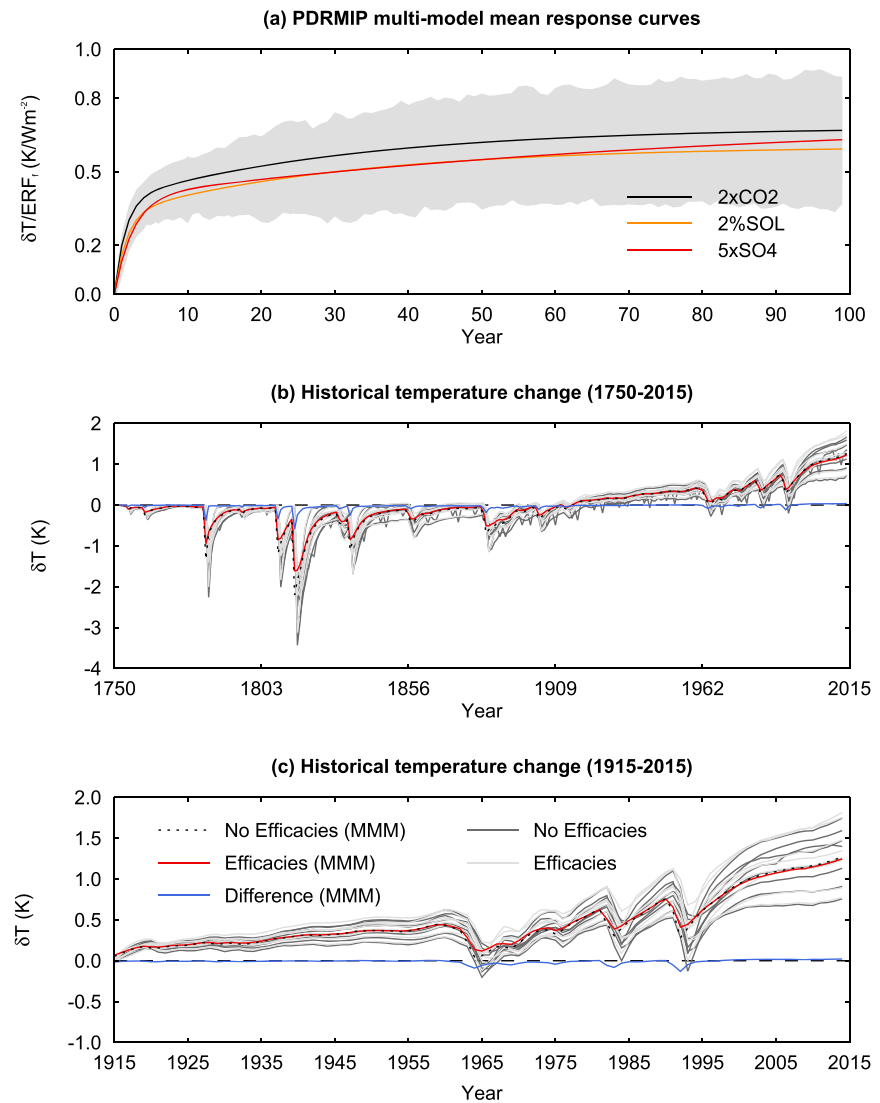 (a) PDRMIP multi-model mean response curves
δT/ERFf (K/Wm-2)
1.0
0.8
0.5
0.2
0.0
2xCO2
2%SOL
5xSO4
0 10 20 30 40 50 60 70 80 90 100
Year
(b) Historical temperature change (1750-2015)
δT (K)
2
1
0
-1
-2
-3
-4
1750 1803 1856 1909 1962 2015
Year
(c) Historical temperature change (1915-2015)
δT (K)
2.0
1.5
1.0
0.5
0.0
-0.5
-1.0
No Efficacies (MMM) No Efficacies
Efficacies (MMM) Efficacies
Difference (MMM)
1915 1925 1935 1945 1955 1965 1975 1985 1995 2005 2015
Year